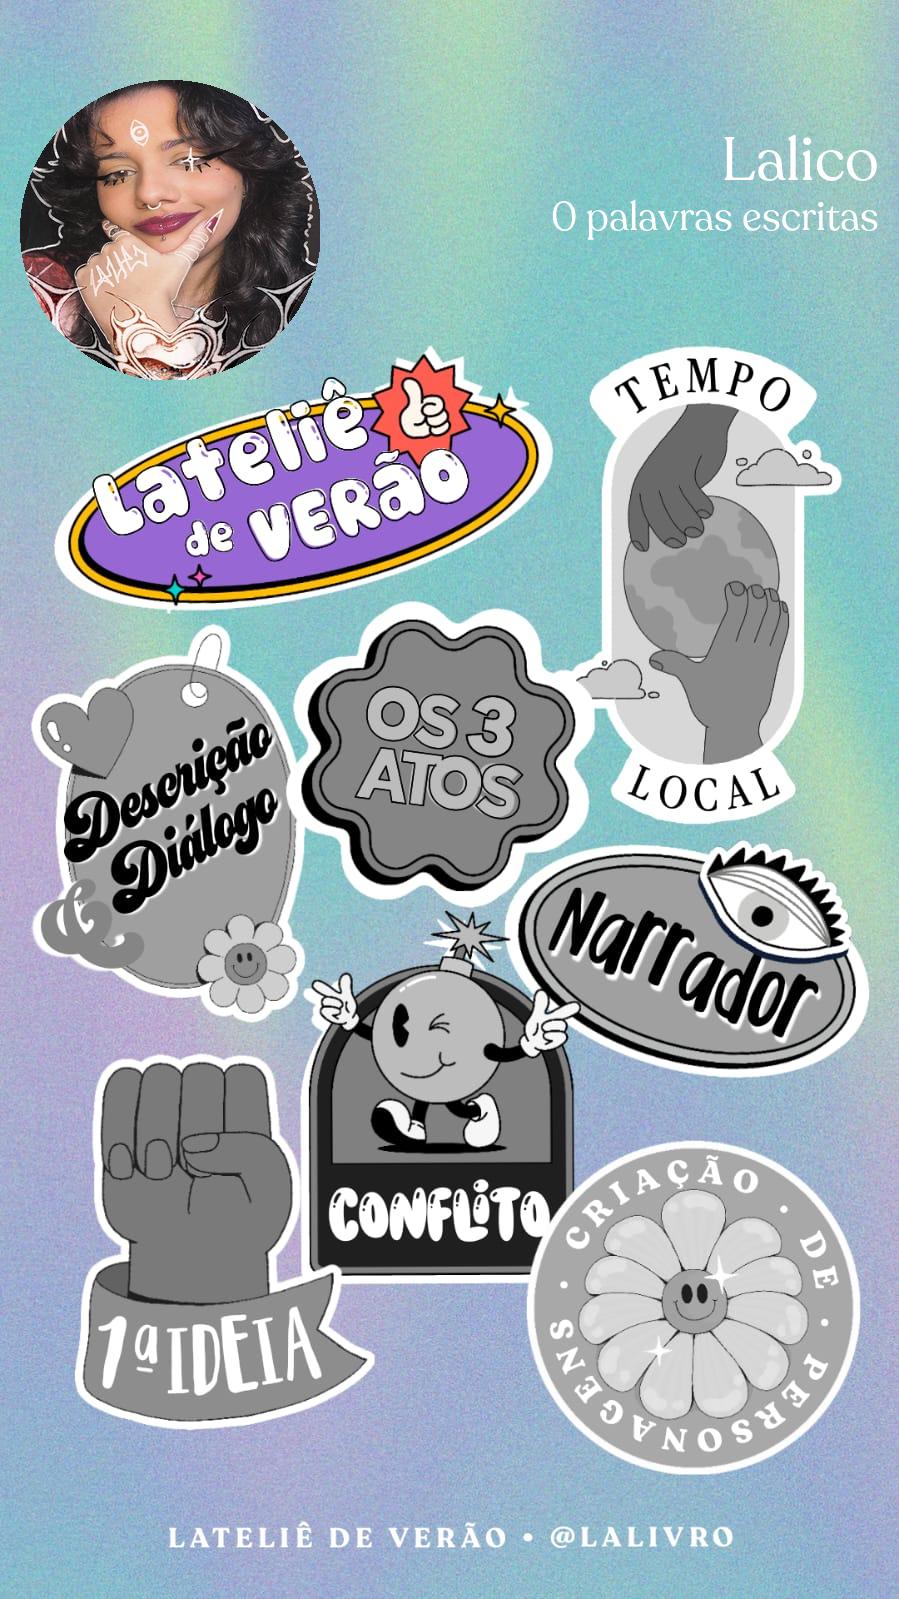 Lalico
0 palavras escritas
LALICO
Lateliê
de VERÃO
TEMPO
LOCAL
OS 3
ATOS
Descrição
Diálogo
&
Narrador
CONFLiTO
1ª IDEIA
CRIAÇÃO · DE · PERSONAGENS ·
LATELIÊ DE VERÃO • @LALIVRO